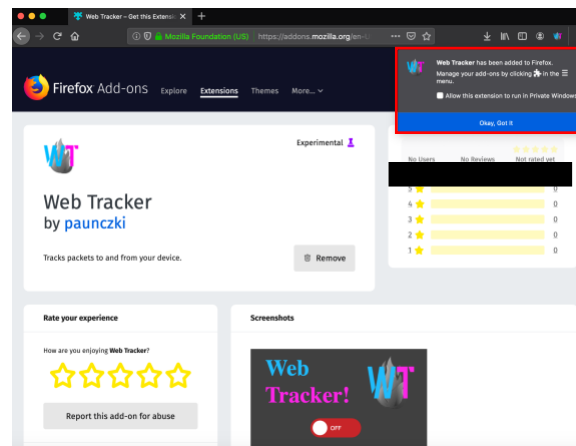 Web Tracker – Get this Extensi
Mozilla Foundation (US)
https://addons.mozilla.org/en-
Web Tracker has been added to Firefox.
Manage your add-ons by clicking in the
menu.
Allow this extension to run in Private Windows
Okay, Got It
Firefox Add-ons
Explore
Extensions
Themes
More...
Experimental
WT
Web Tracker
by paunczki
Tracks packets to and from your device.
Remove
No Users
No Reviews
Not rated yet
5 0
4 0
3 0
2 0
1 0
Rate your experience
How are you enjoying Web Tracker?
Report this add-on for abuse
Screenshots
Web
Tracker!
WT
OFF